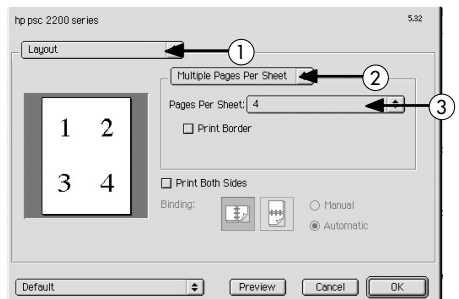 hp psc 2200 series
5.32
Layout
1
Multiple Pages Per Sheet
2
Pages Per Sheet: 4
3
Print Border
1 2
3 4
Print Both Sides
Binding:
Manual
Automatic
Default
Preview
Cancel
OK